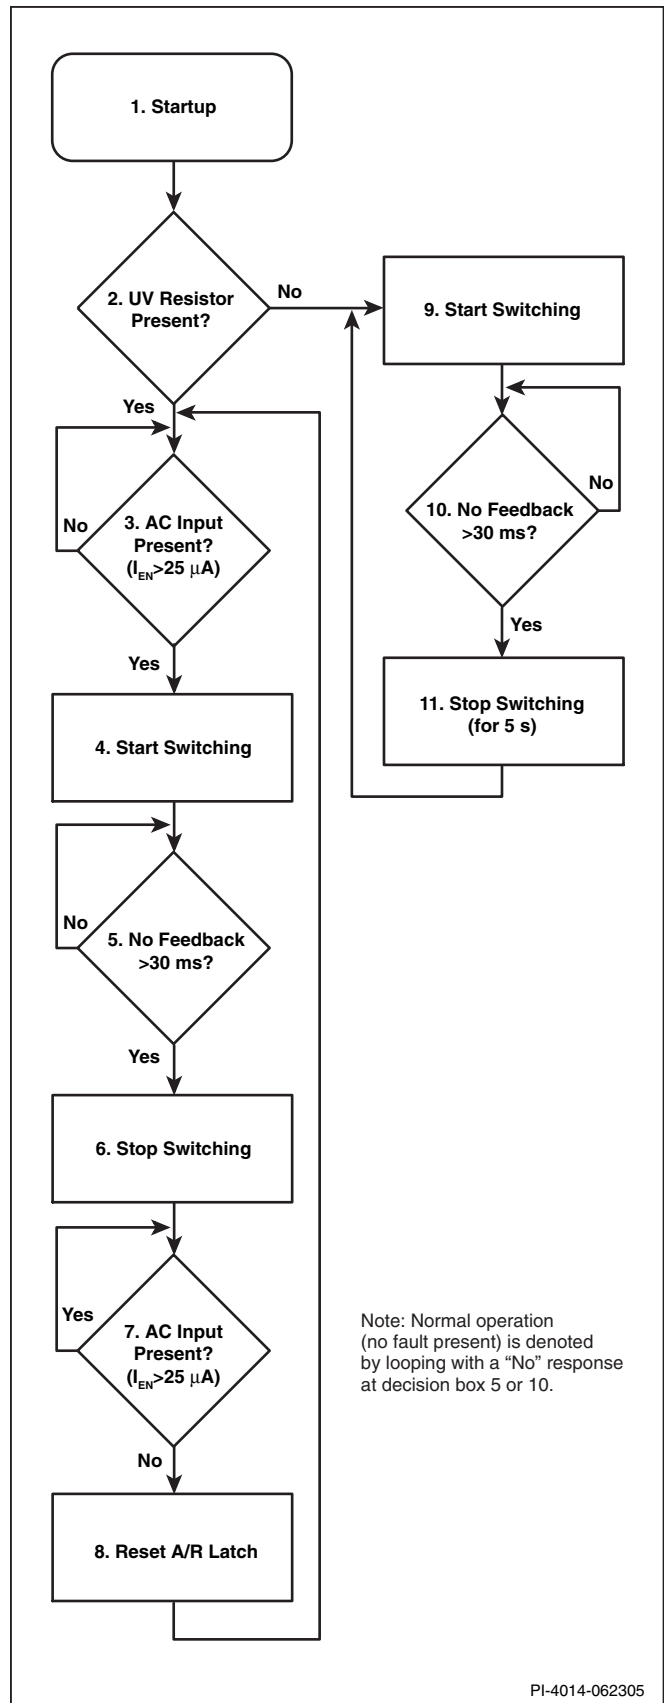 1. Startup
2. UV Resistor
Present?
No
9. Start Switching
Yes
No
3. AC Input
Present?
(I_EN>25 µA)
10. No Feedback
>30 ms?
No
Yes
Yes
4. Start Switching
11. Stop Switching
(for 5 s)
No
5. No Feedback
>30 ms?
Yes
6. Stop Switching
Yes
7. AC Input
Present?
(I_EN>25 µA)
No
8. Reset A/R Latch
Note: Normal operation
(no fault present) is denoted
by looping with a “No” response
at decision box 5 or 10.
PI-4014-062305